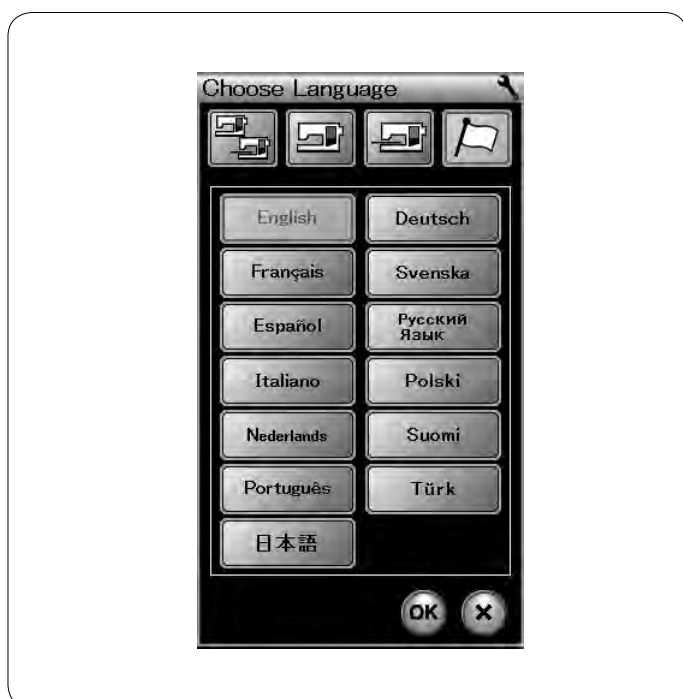 Choose Language
English
Deutsch
Français
Svenska
Español
Русский
Язык
Italiano
Polski
Nederlands
Suomi
Português
Türk
日本語
OK
X